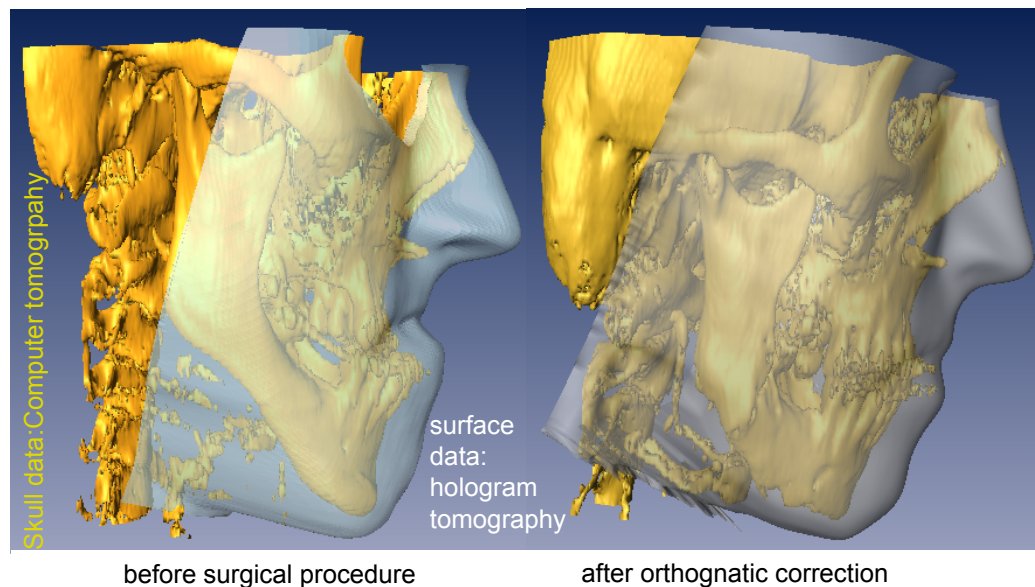 Skull data:Computer tomogrpahy
surface
data:
hologram
tomography
before surgical procedure
after orthognatic correction